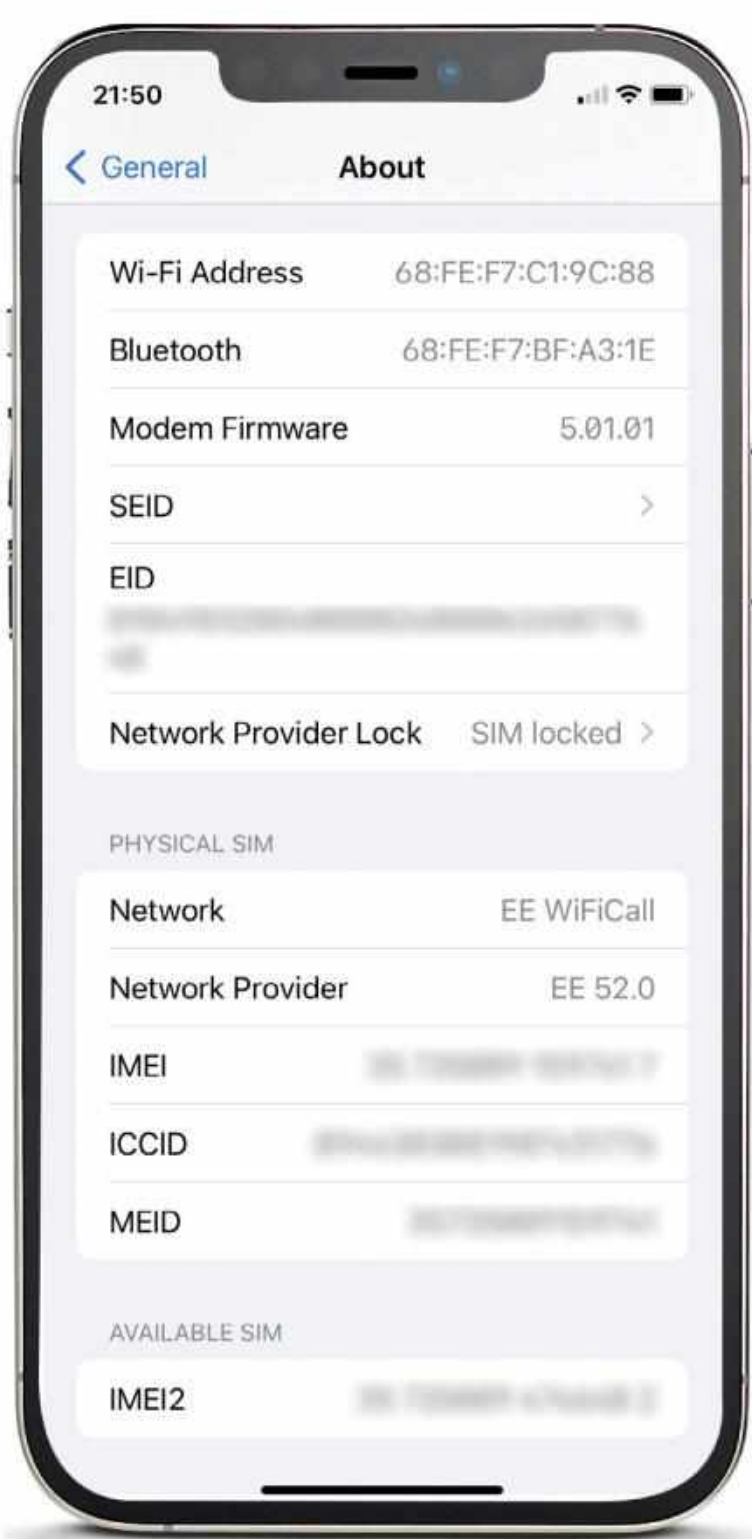 21:50
General
About
Wi-Fi Address 68:FE:F7:C1:9C:88
Bluetooth 68:FE:F7:BF:A3:1E
Modem Firmware 5.01.01
SEID
EID
Network Provider Lock SIM locked
PHYSICAL SIM
Network EE WiFiCall
Network Provider EE 52.0
IMEI
ICCID
MEID
AVAILABLE SIM
IMEI2